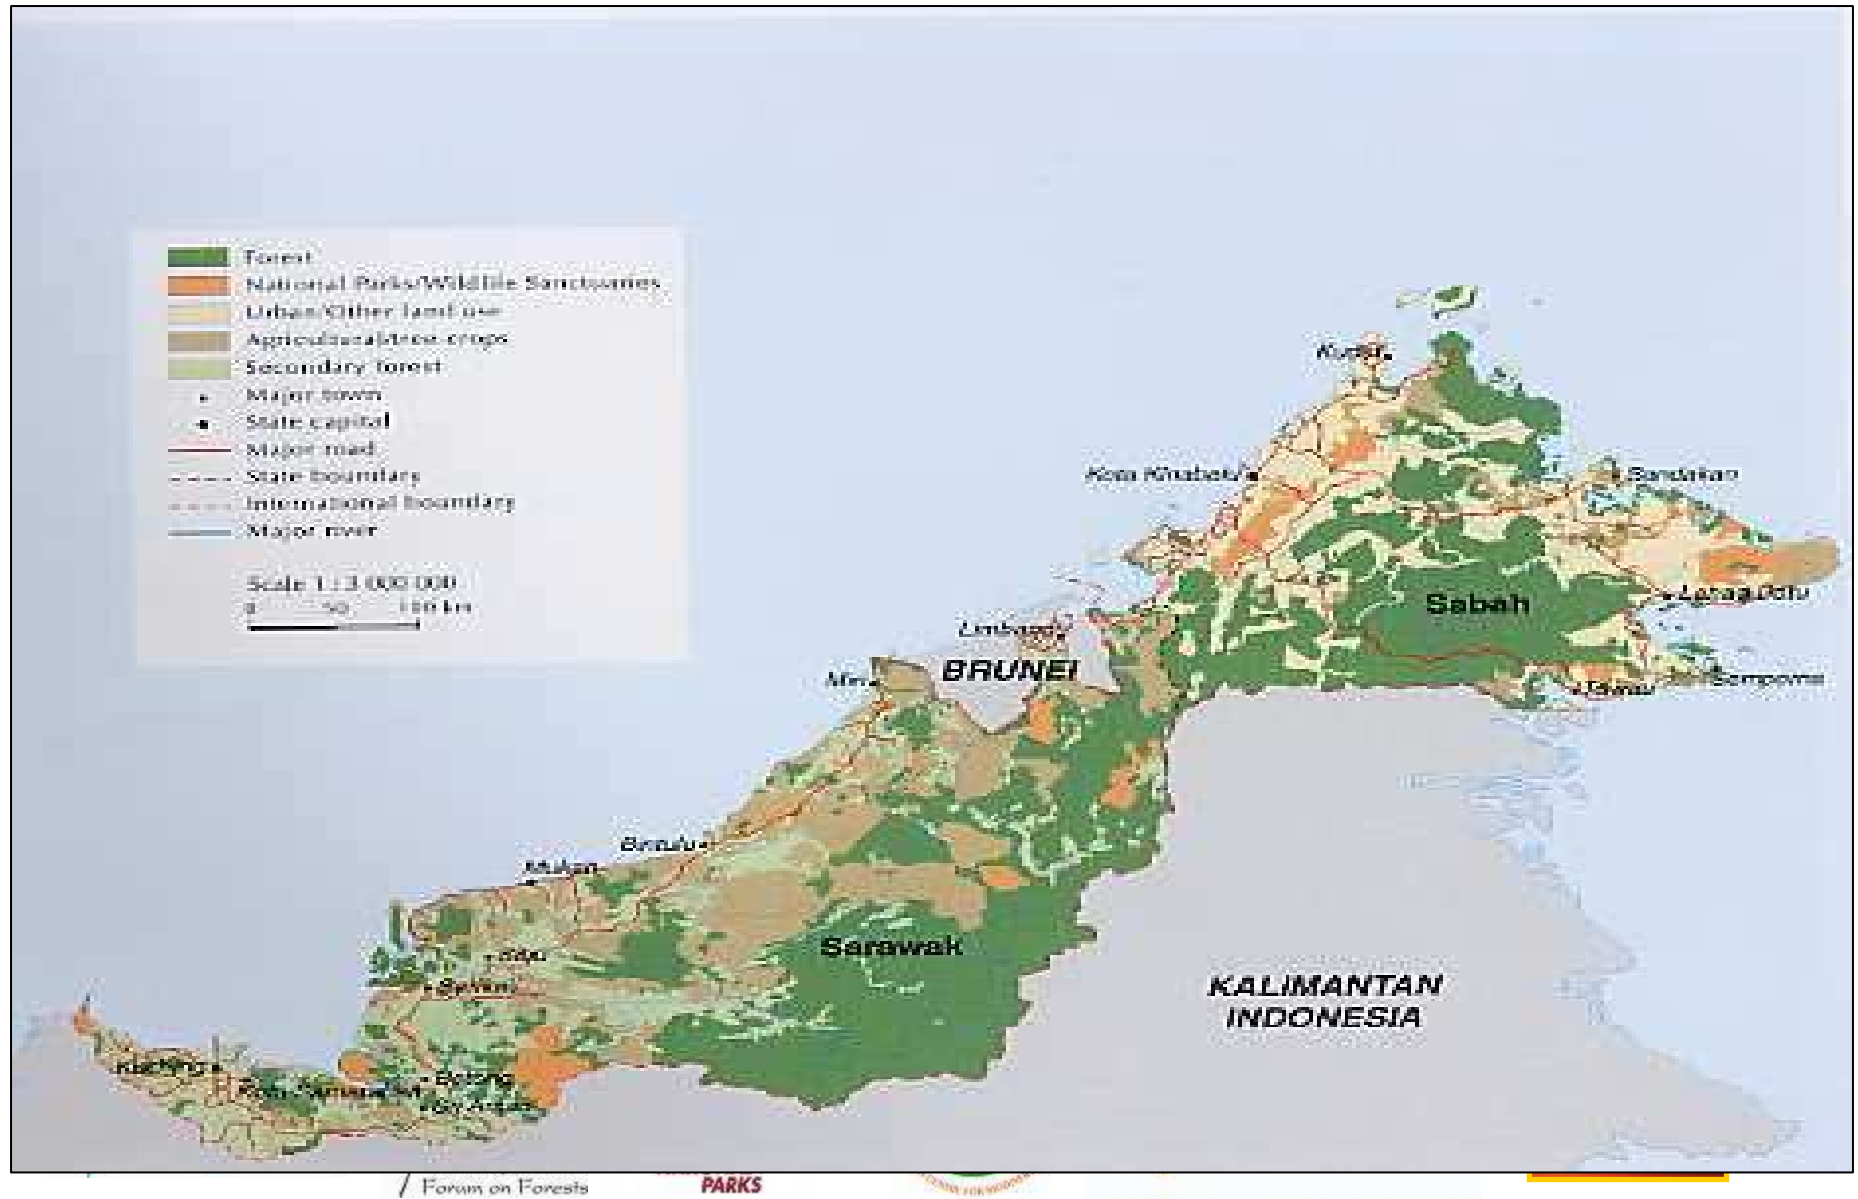 Forest
National Parks/Wildlife Sanctuaries
Urban/Other land use
Agricultural/tree crops
Secondary forest
Major town
State capital
Major road
State boundary
International boundary
Major river
Scale 1 : 3 000 000
0 50 100 km
Kudat
Kota Kinabalu
Sandakan
Sabah
Lahad Datu
Limbang
BRUNEI
Miri
Tawau
Semporna
Bintulu
Mukah
Sarawak
Sibu
Sarikei
KALIMANTAN
INDONESIA
Kuching
Kota Samarahan
Betong
Forum on Forests
PARKS